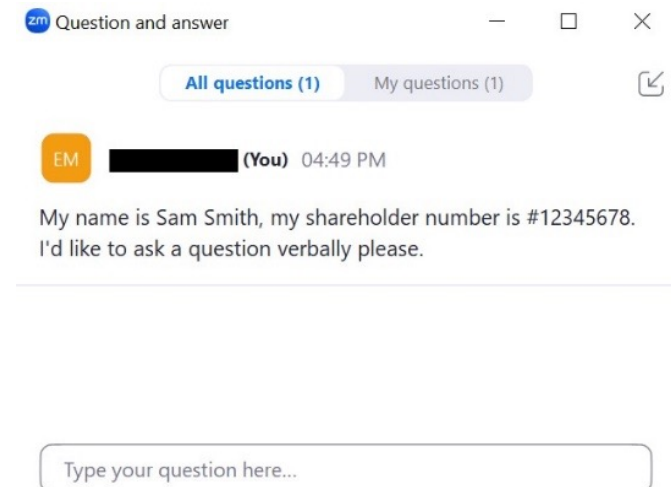 zm Question and answer
All questions (1) My questions (1)
EM (You) 04:49 PM
My name is Sam Smith, my shareholder number is #12345678.
I'd like to ask a question verbally please.
Type your question here...